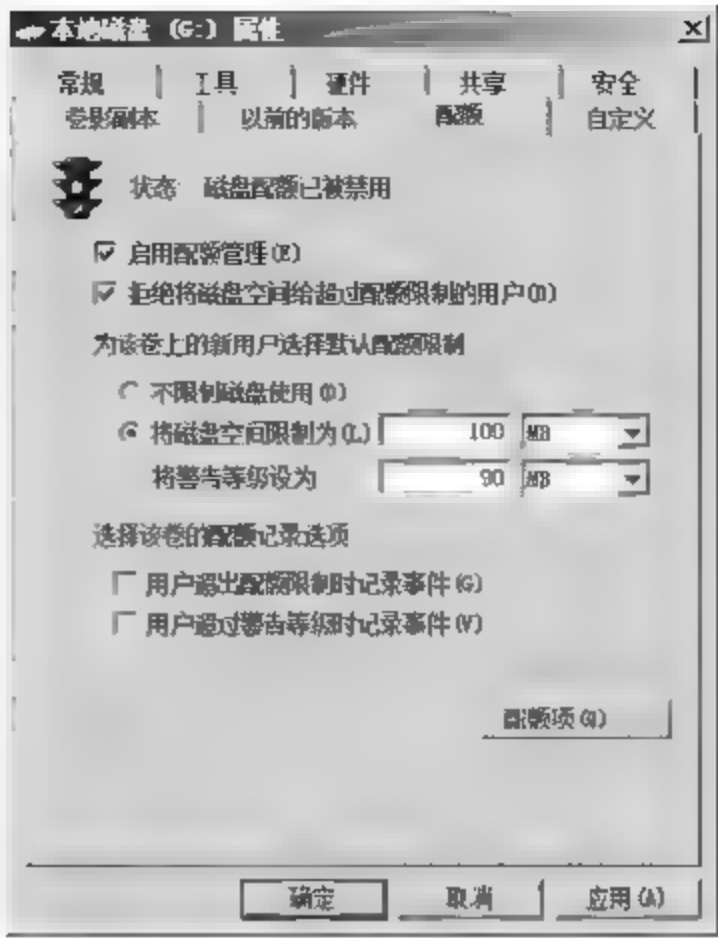 本地磁盘 (G:) 属性
常规 工具 硬件 共享 安全
卷影副本 以前的版本 配额 自定义
状态: 磁盘配额已被禁用
启用配额管理(E)
拒绝将磁盘空间给超过配额限制的用户(D)
为该卷上的新用户选择默认配额限制:
不限制磁盘使用(O)
将磁盘空间限制为(L) 100 MB
将警告等级设为 90 MB
选择该卷的配额记录选项:
用户超出配额限制时记录事件(G)
用户超过警告等级时记录事件(V)
配额项(Q)
确定 取消 应用(A)